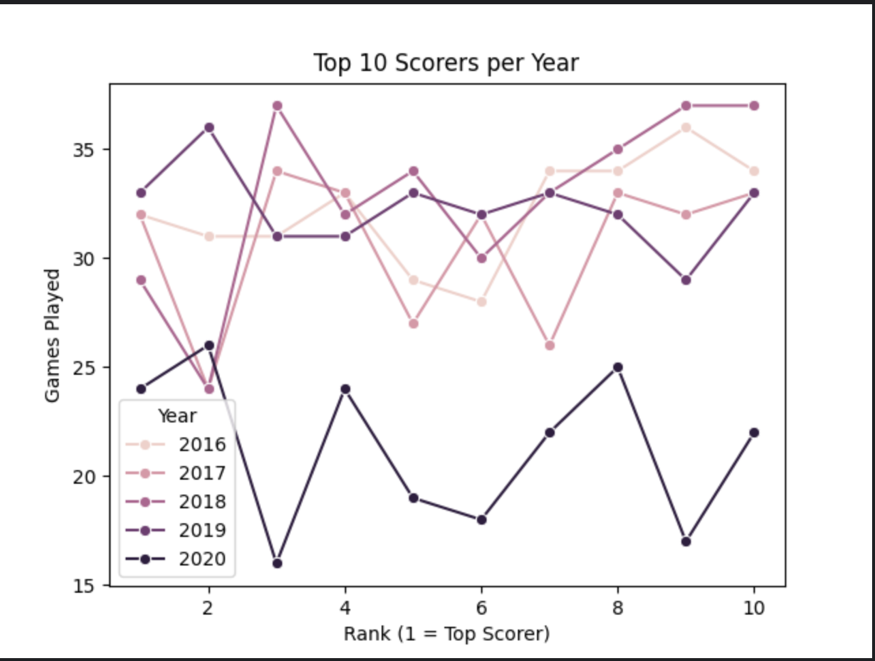 Top 10 Scorers per Year
35
30
25
20
15
Games Played
Year
2016
2017
2018
2019
2020
2 4 6 8 10
Rank (1 = Top Scorer)